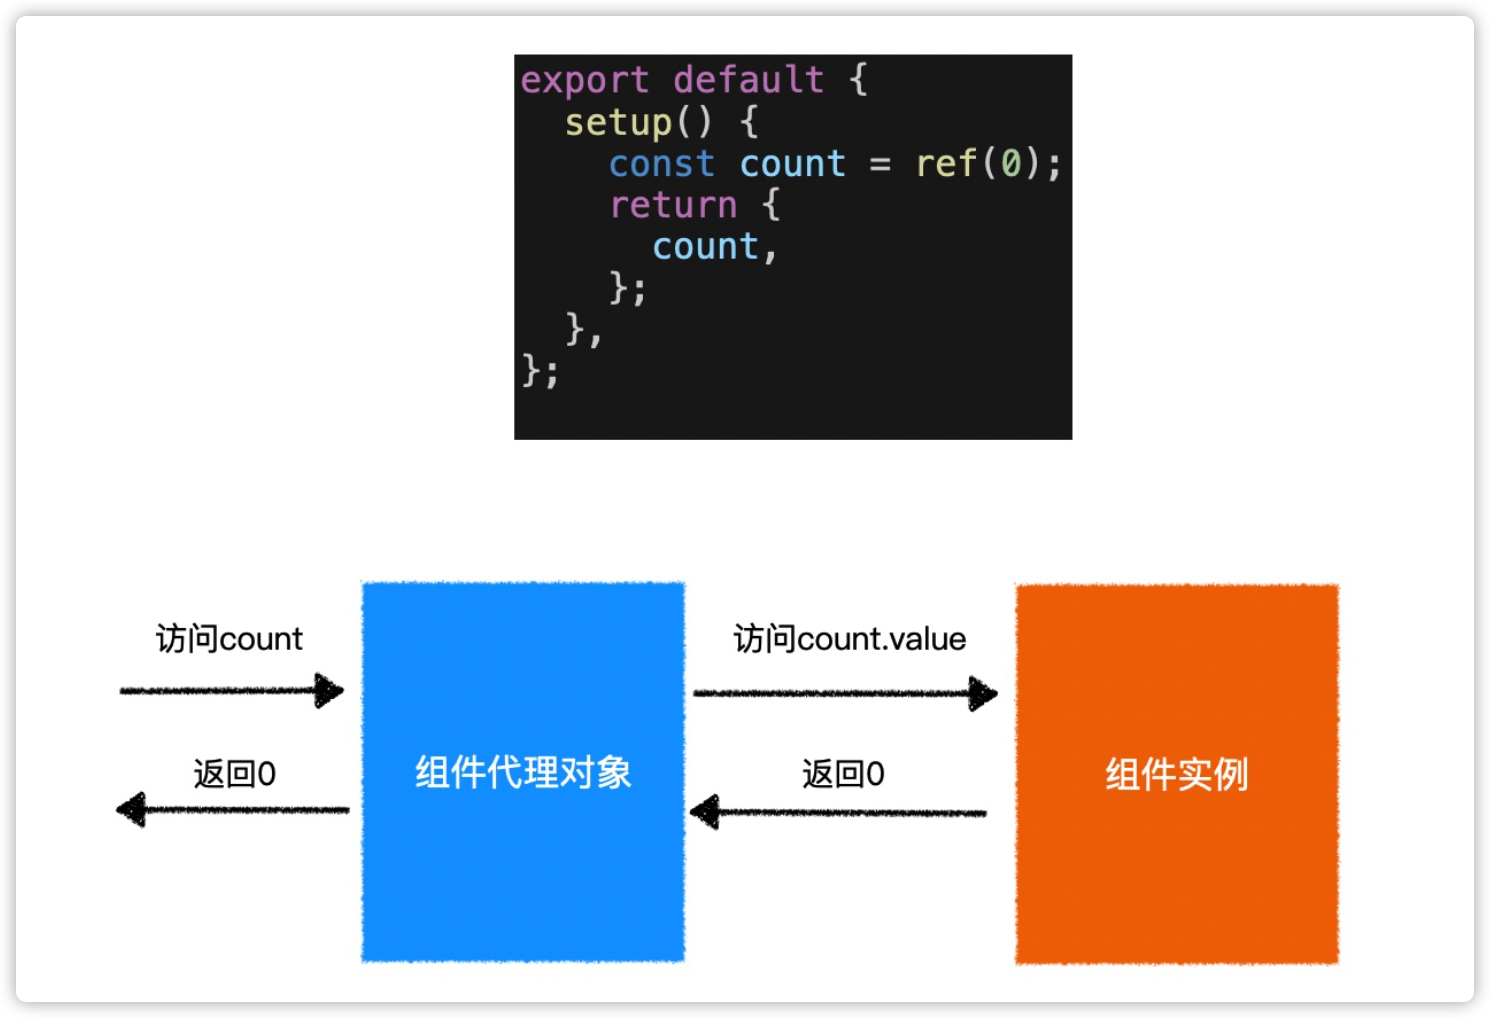 export default {
  setup() {
    const count = ref(0);
    return {
      count,
    };
  },
};
访问count
访问count.value
组件代理对象
组件实例
返回0
返回0